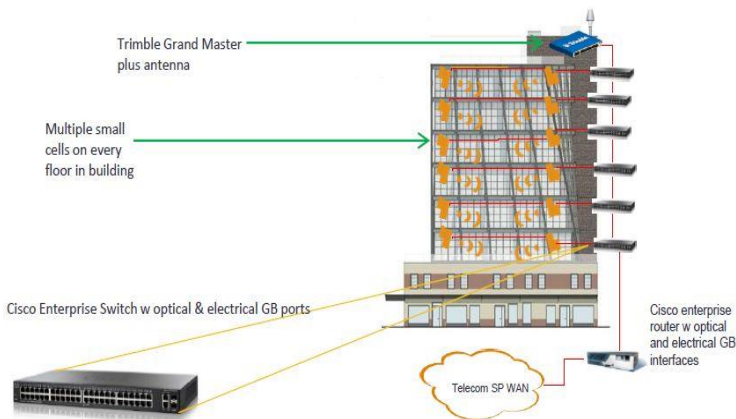 Trimble Grand Master
plus antenna
Trimble
Multiple small
cells on every
floor in building
Cisco Enterprise Switch w optical & electrical GB ports
Cisco enterprise
router w optical
and electrical GB
interfaces
Telecom SP WAN